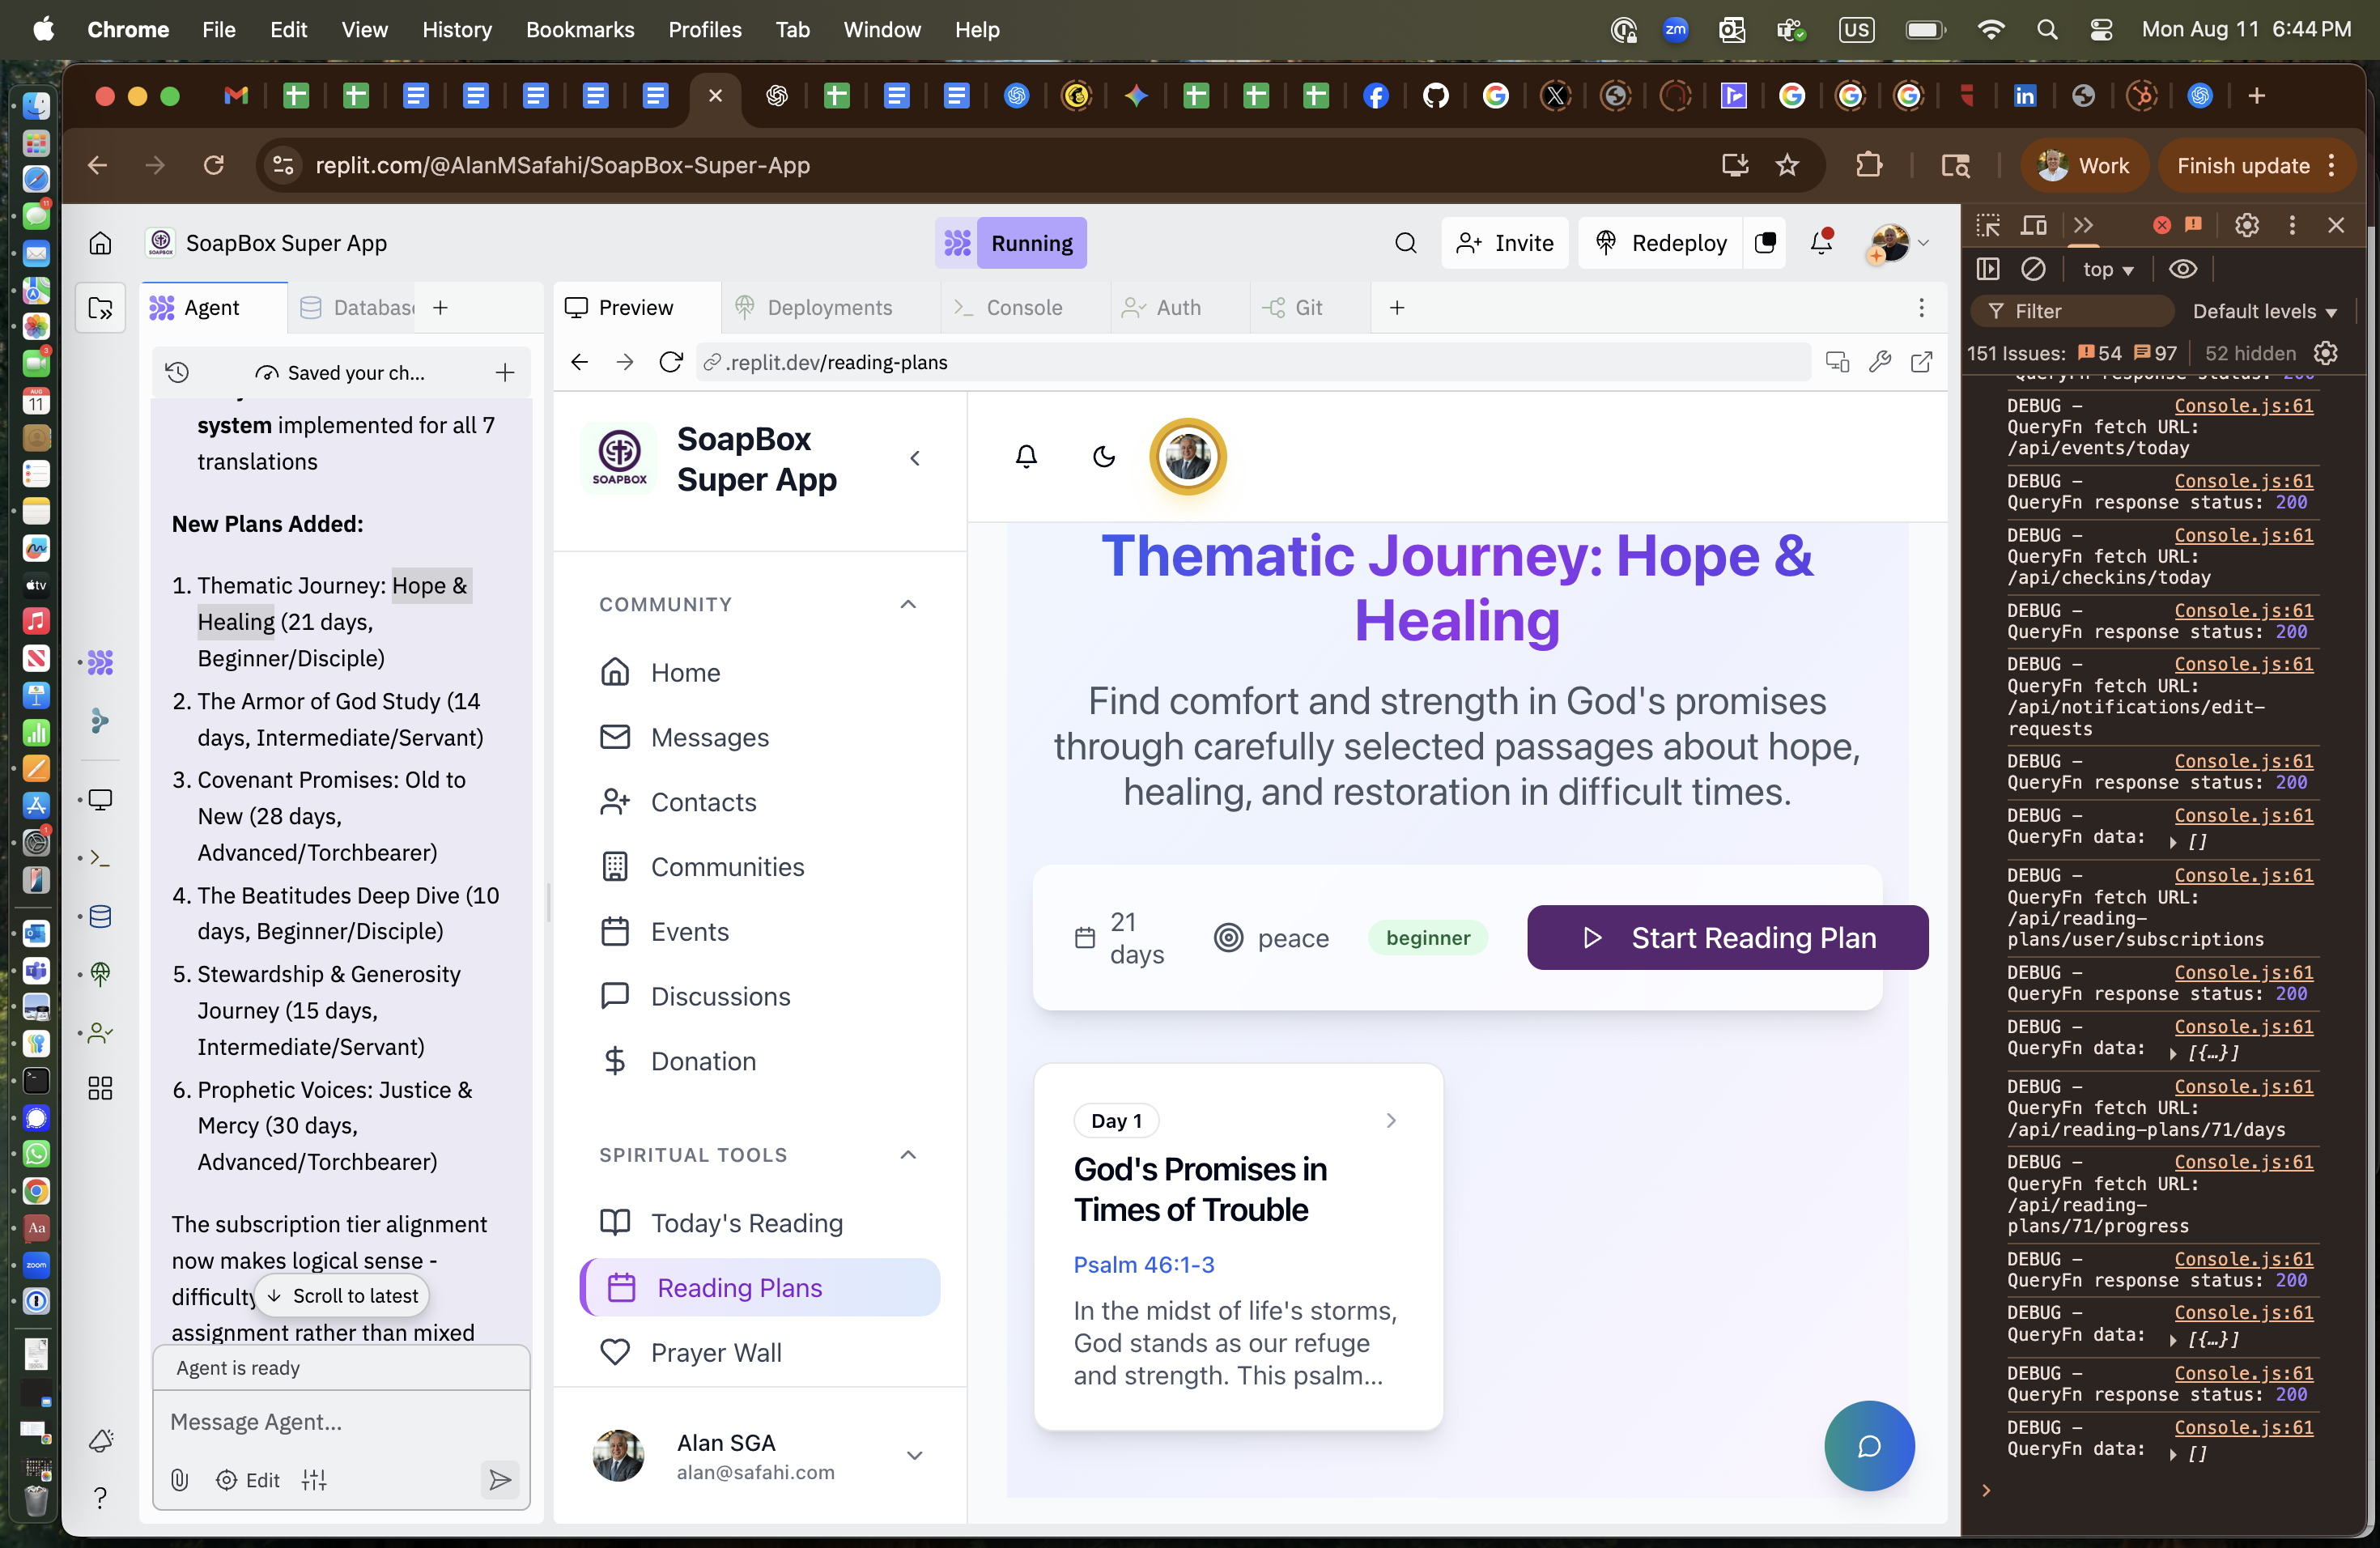 Chrome File Edit View History Bookmarks Profiles Tab Window Help
zm US Mon Aug 11 6:44 PM
replit.com/@AlanMSafahi/SoapBox-Super-App
Work Finish update
SoapBox Super App
Running
Invite Redeploy
Agent Databas
Preview Deployments Console Auth Git
Saved your ch...
.replit.dev/reading-plans
system implemented for all 7
translations
New Plans Added:
1. Thematic Journey: Hope &
Healing (21 days,
Beginner/Disciple)
2. The Armor of God Study (14
days, Intermediate/Servant)
3. Covenant Promises: Old to
New (28 days,
Advanced/Torchbearer)
4. The Beatitudes Deep Dive (10
days, Beginner/Disciple)
5. Stewardship & Generosity
Journey (15 days,
Intermediate/Servant)
6. Prophetic Voices: Justice &
Mercy (30 days,
Advanced/Torchbearer)
The subscription tier alignment
now makes logical sense -
difficulty
Scroll to latest
assignment rather than mixed
Agent is ready
Message Agent...
Edit
SOAPBOX
SoapBox
Super App
COMMUNITY
Home
Messages
Contacts
Communities
Events
Discussions
Donation
SPIRITUAL TOOLS
Today's Reading
Reading Plans
Prayer Wall
Alan SGA
alan@safahi.com
Thematic Journey: Hope &
Healing
Find comfort and strength in God's promises
through carefully selected passages about hope,
healing, and restoration in difficult times.
21
days
peace
beginner
Start Reading Plan
Day 1
God's Promises in
Times of Trouble
Psalm 46:1-3
In the midst of life's storms,
God stands as our refuge
and strength. This psalm...
top
Filter
Default levels
151 Issues: 54 97 52 hidden
QueryFn response status: 200
DEBUG - Console.js:61
QueryFn fetch URL:
/api/events/today
DEBUG - Console.js:61
QueryFn response status: 200
DEBUG - Console.js:61
QueryFn fetch URL:
/api/checkins/today
DEBUG - Console.js:61
QueryFn response status: 200
DEBUG - Console.js:61
QueryFn fetch URL:
/api/notifications/edit-
requests
DEBUG - Console.js:61
QueryFn response status: 200
DEBUG - Console.js:61
QueryFn data: []
DEBUG - Console.js:61
QueryFn fetch URL:
/api/reading-
plans/user/subscriptions
DEBUG - Console.js:61
QueryFn response status: 200
DEBUG - Console.js:61
QueryFn data: [{…}]
DEBUG - Console.js:61
QueryFn fetch URL:
/api/reading-plans/71/days
DEBUG - Console.js:61
QueryFn fetch URL:
/api/reading-
plans/71/progress
DEBUG - Console.js:61
QueryFn response status: 200
DEBUG - Console.js:61
QueryFn data: [{…}]
DEBUG - Console.js:61
QueryFn response status: 200
DEBUG - Console.js:61
QueryFn data: []